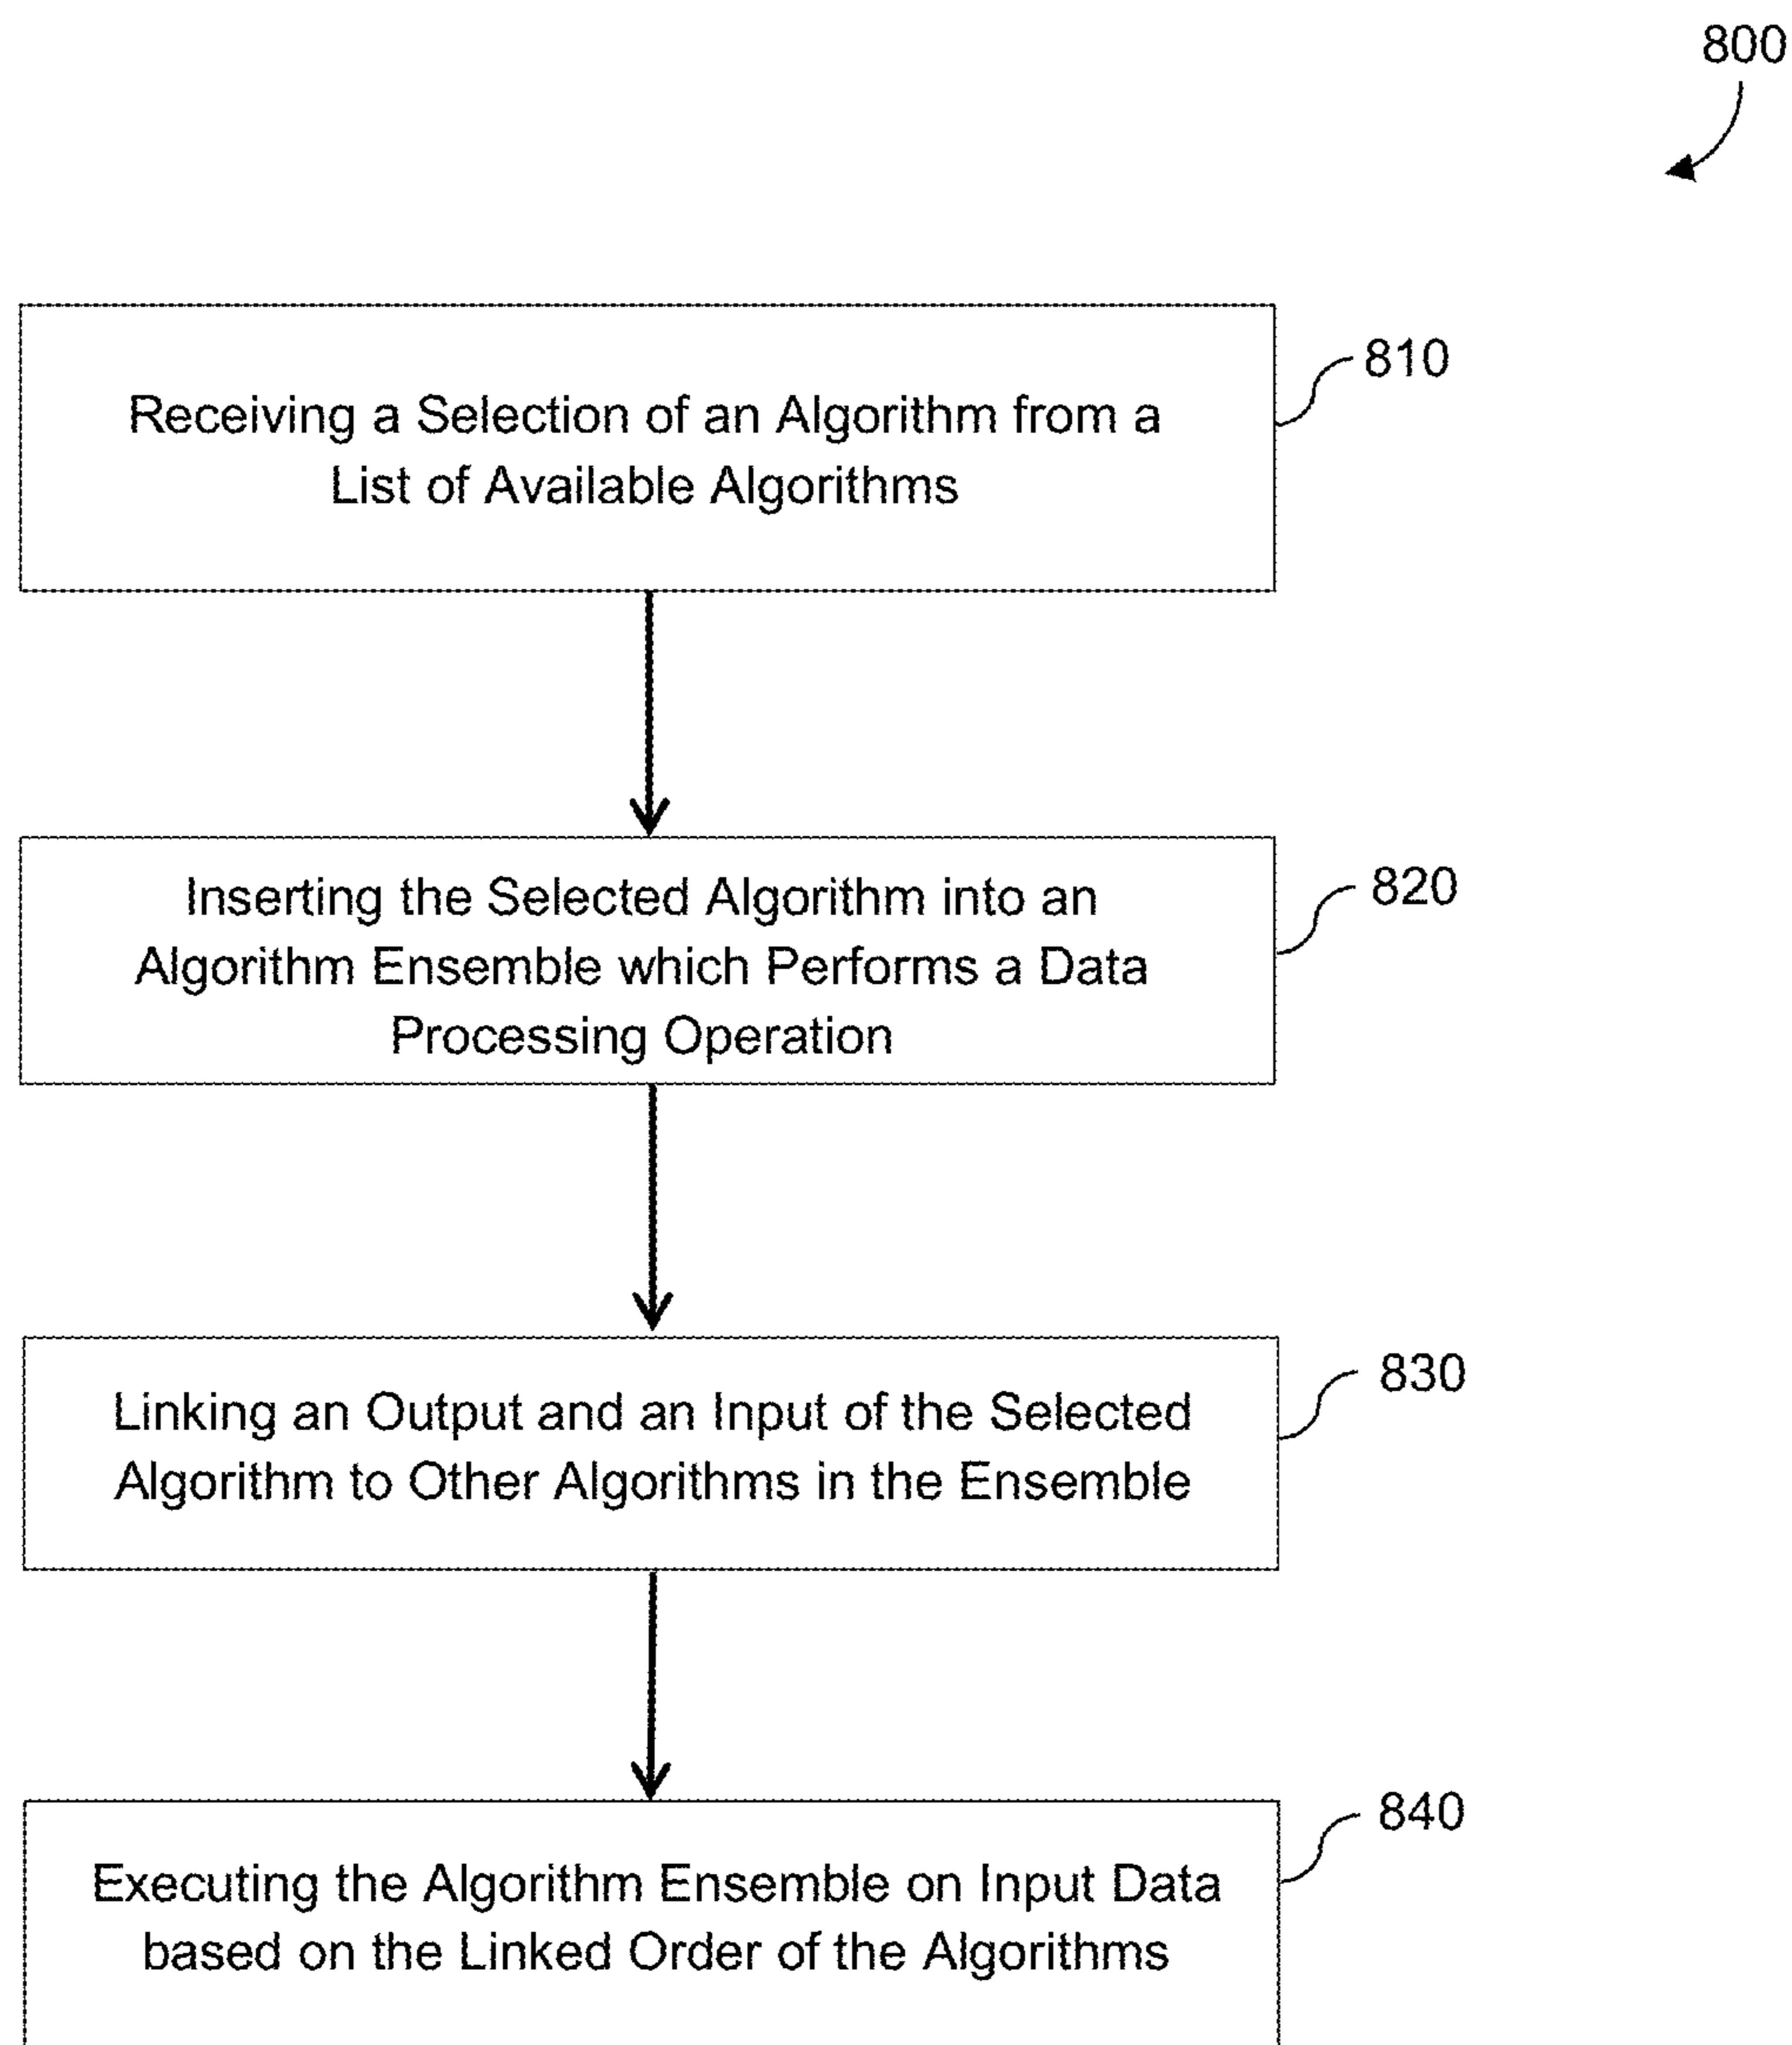 800
810
Receiving a Selection of an Algorithm from a
List of Available Algorithms
820
Inserting the Selected Algorithm into an
Algorithm Ensemble which Performs a Data
Processing Operation
830
Linking an Output and an Input of the Selected
Algorithm to Other Algorithms in the Ensemble
840
Executing the Algorithm Ensemble on Input Data
based on the Linked Order of the Algorithms